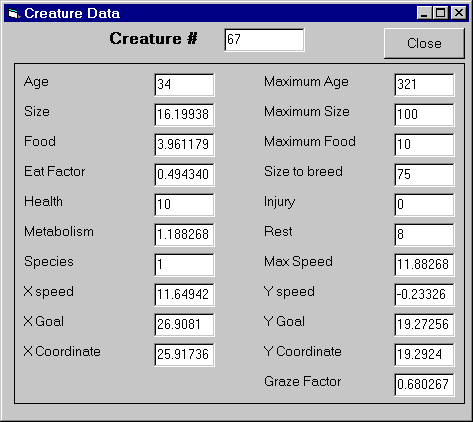 Creature Data
Creature # 67
Close
Age 34 Maximum Age 321
Size 16.19938 Maximum Size 100
Food 3.961179 Maximum Food 10
Eat Factor 0.494340 Size to breed 75
Health 10 Injury 0
Metabolism 1.188268 Rest 8
Species 1 Max Speed 11.88268
X speed 11.64942 Y speed -0.23326
X Goal 26.9081 Y Goal 19.27256
X Coordinate 25.91736 Y Coordinate 19.2924
Graze Factor 0.680267